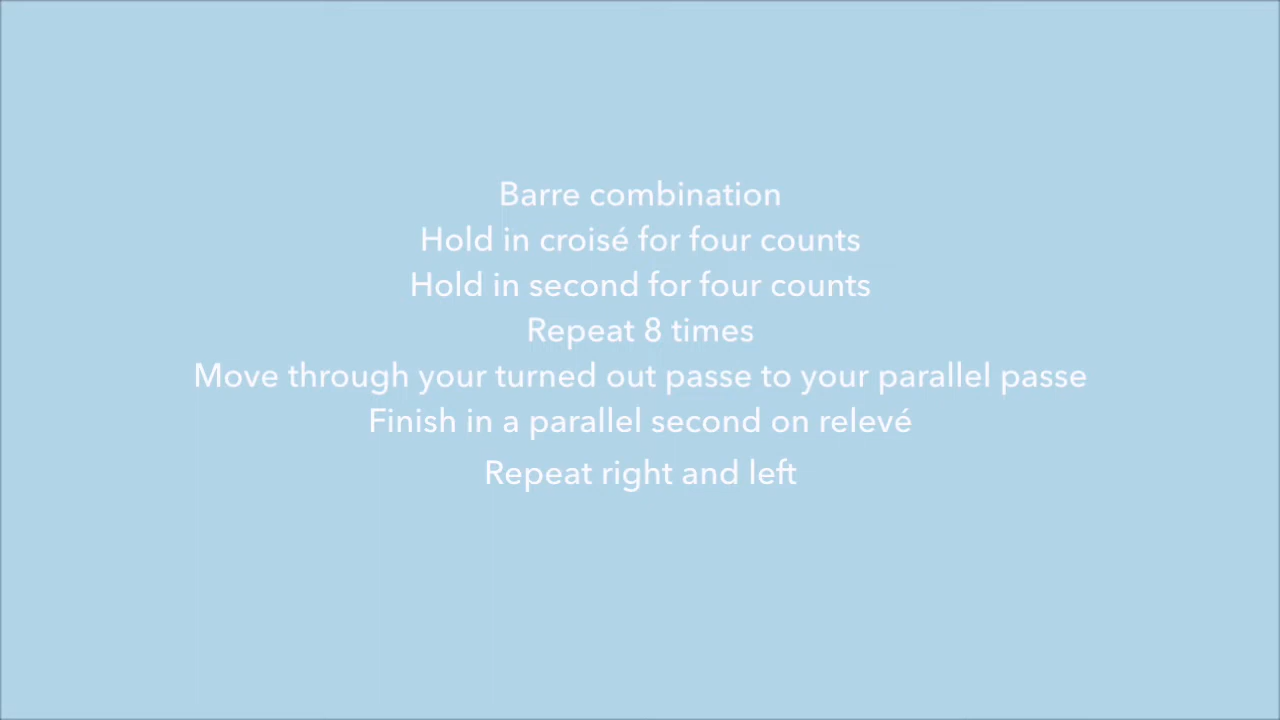 Barre combination
Hold in croisé for four counts
Hold in second for four counts
Repeat 8 times
Move through your turned out passe to your parallel passe
Finish in a parallel second on relevé
Repeat right and left